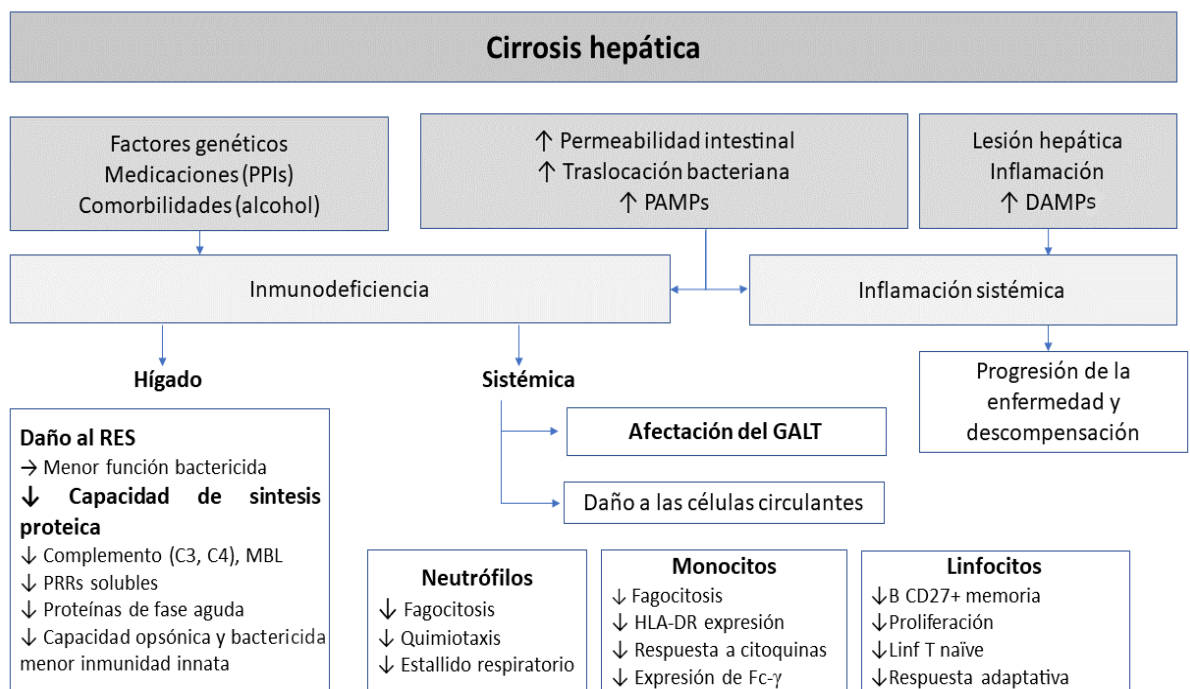 Cirrosis hepática
Factores genéticos
Medicaciones (PPIs)
Comorbilidades (alcohol)
↑ Permeabilidad intestinal
↑ Traslocación bacteriana
↑ PAMPs
Lesión hepática
Inflamación
↑ DAMPs
Inmunodeficiencia
Inflamación sistémica
Hígado
Sistémica
Progresión de la
enfermedad y
descompensación
Daño al RES
→ Menor función bactericida
↓ Capacidad de sintesis
proteica
↓ Complemento (C3, C4), MBL
↓ PRRs solubles
↓ Proteínas de fase aguda
↓ Capacidad opsónica y bactericida
menor inmunidad innata
Afectación del GALT
Daño a las células circulantes
Neutrófilos
↓ Fagocitosis
↓ Quimiotaxis
↓ Estallido respiratorio
Monocitos
↓ Fagocitosis
↓ HLA-DR expresión
↓ Respuesta a citoquinas
↓ Expresión de Fc-γ
Linfocitos
↓B CD27+ memoria
↓Proliferación
↓Linf T naïve
↓Respuesta adaptativa